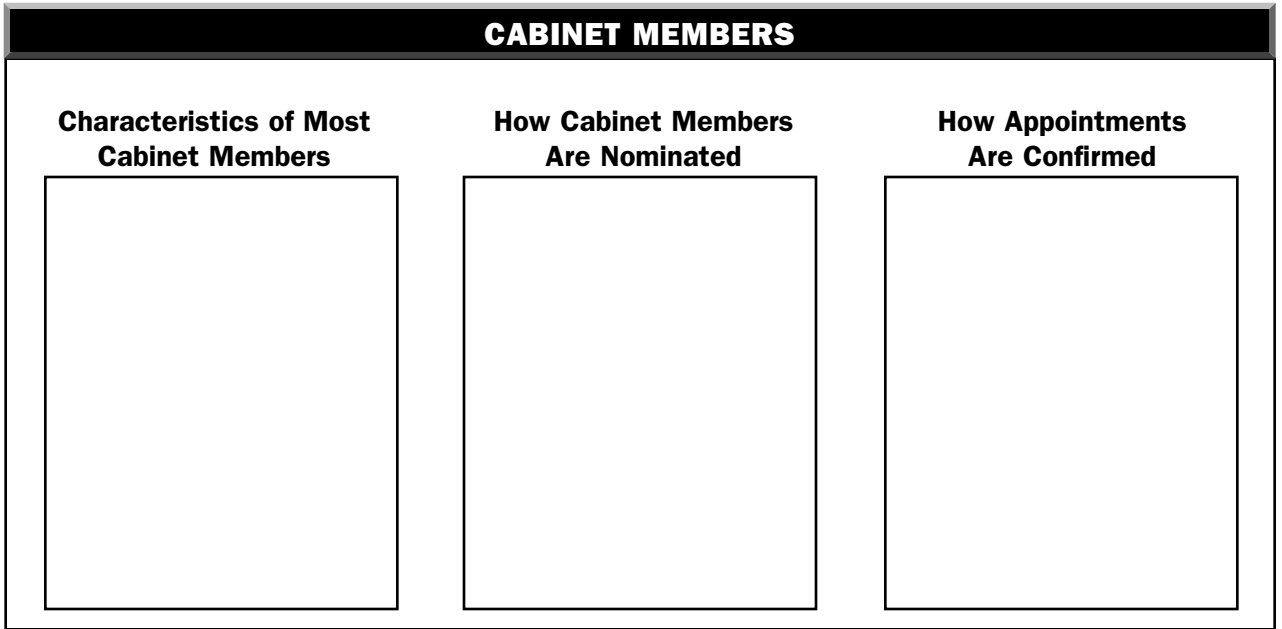 CABINET MEMBERS
Characteristics of Most
Cabinet Members
How Cabinet Members
Are Nominated
How Appointments
Are Confirmed